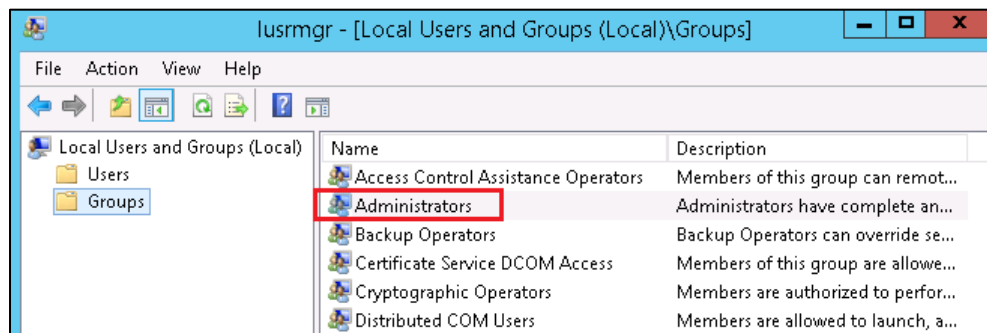 lusrmgr - [Local Users and Groups (Local)\Groups]
File Action View Help
Local Users and Groups (Local)
Users
Groups
Name Description
Access Control Assistance Operators Members of this group can remot...
Administrators Administrators have complete an...
Backup Operators Backup Operators can override se...
Certificate Service DCOM Access Members of this group are allowe...
Cryptographic Operators Members are authorized to perfor...
Distributed COM Users Members are allowed to launch, a...